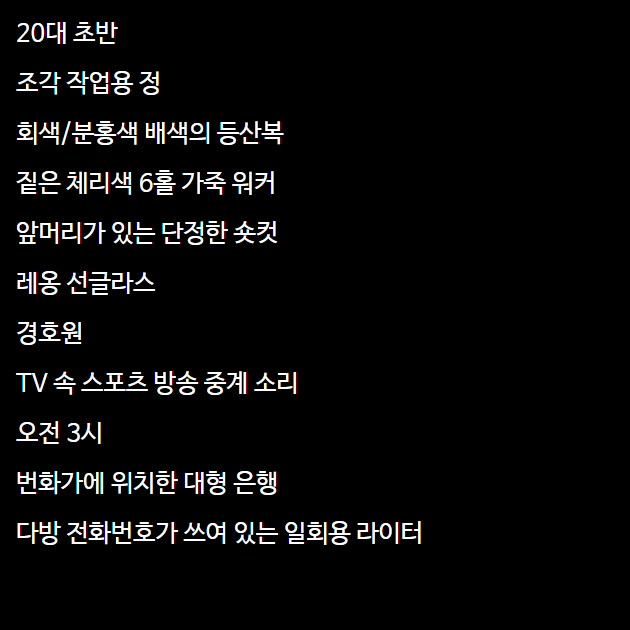 20대 초반
조각 작업용 정
회색/분홍색 배색의 등산복
짙은 체리색 6홀 가죽 워커
앞머리가 있는 단정한 숏컷
레옹 선글라스
경호원
TV 속 스포츠 방송 중계 소리
오전 3시
번화가에 위치한 대형 은행
다방 전화번호가 쓰여 있는 일회용 라이터